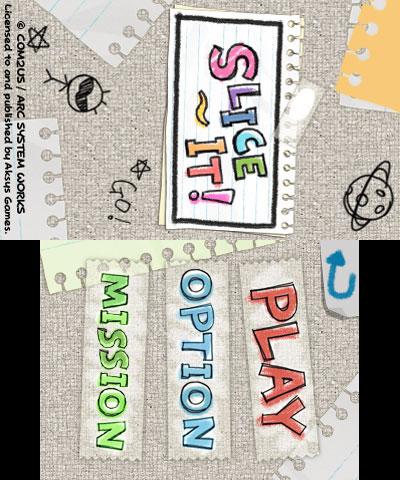 SLICE
~ IT!
GO!
© COM2US / ARC SYSTEM WORKS
Licensed to and published by Aksys Games.
PLAY
OPTION
MISSION